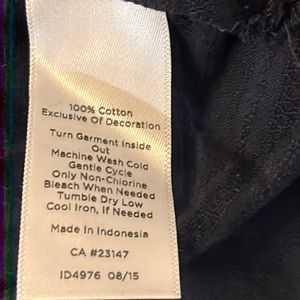 100% Cotton
Exclusive Of Decoration
Turn Garment Inside
Out
Machine Wash Cold
Gentle Cycle
Only Non-Chlorine
Bleach When Needed
Tumble Dry Low
Cool Iron, If Needed
Made In Indonesia
CA #23147
ID4976 08/15